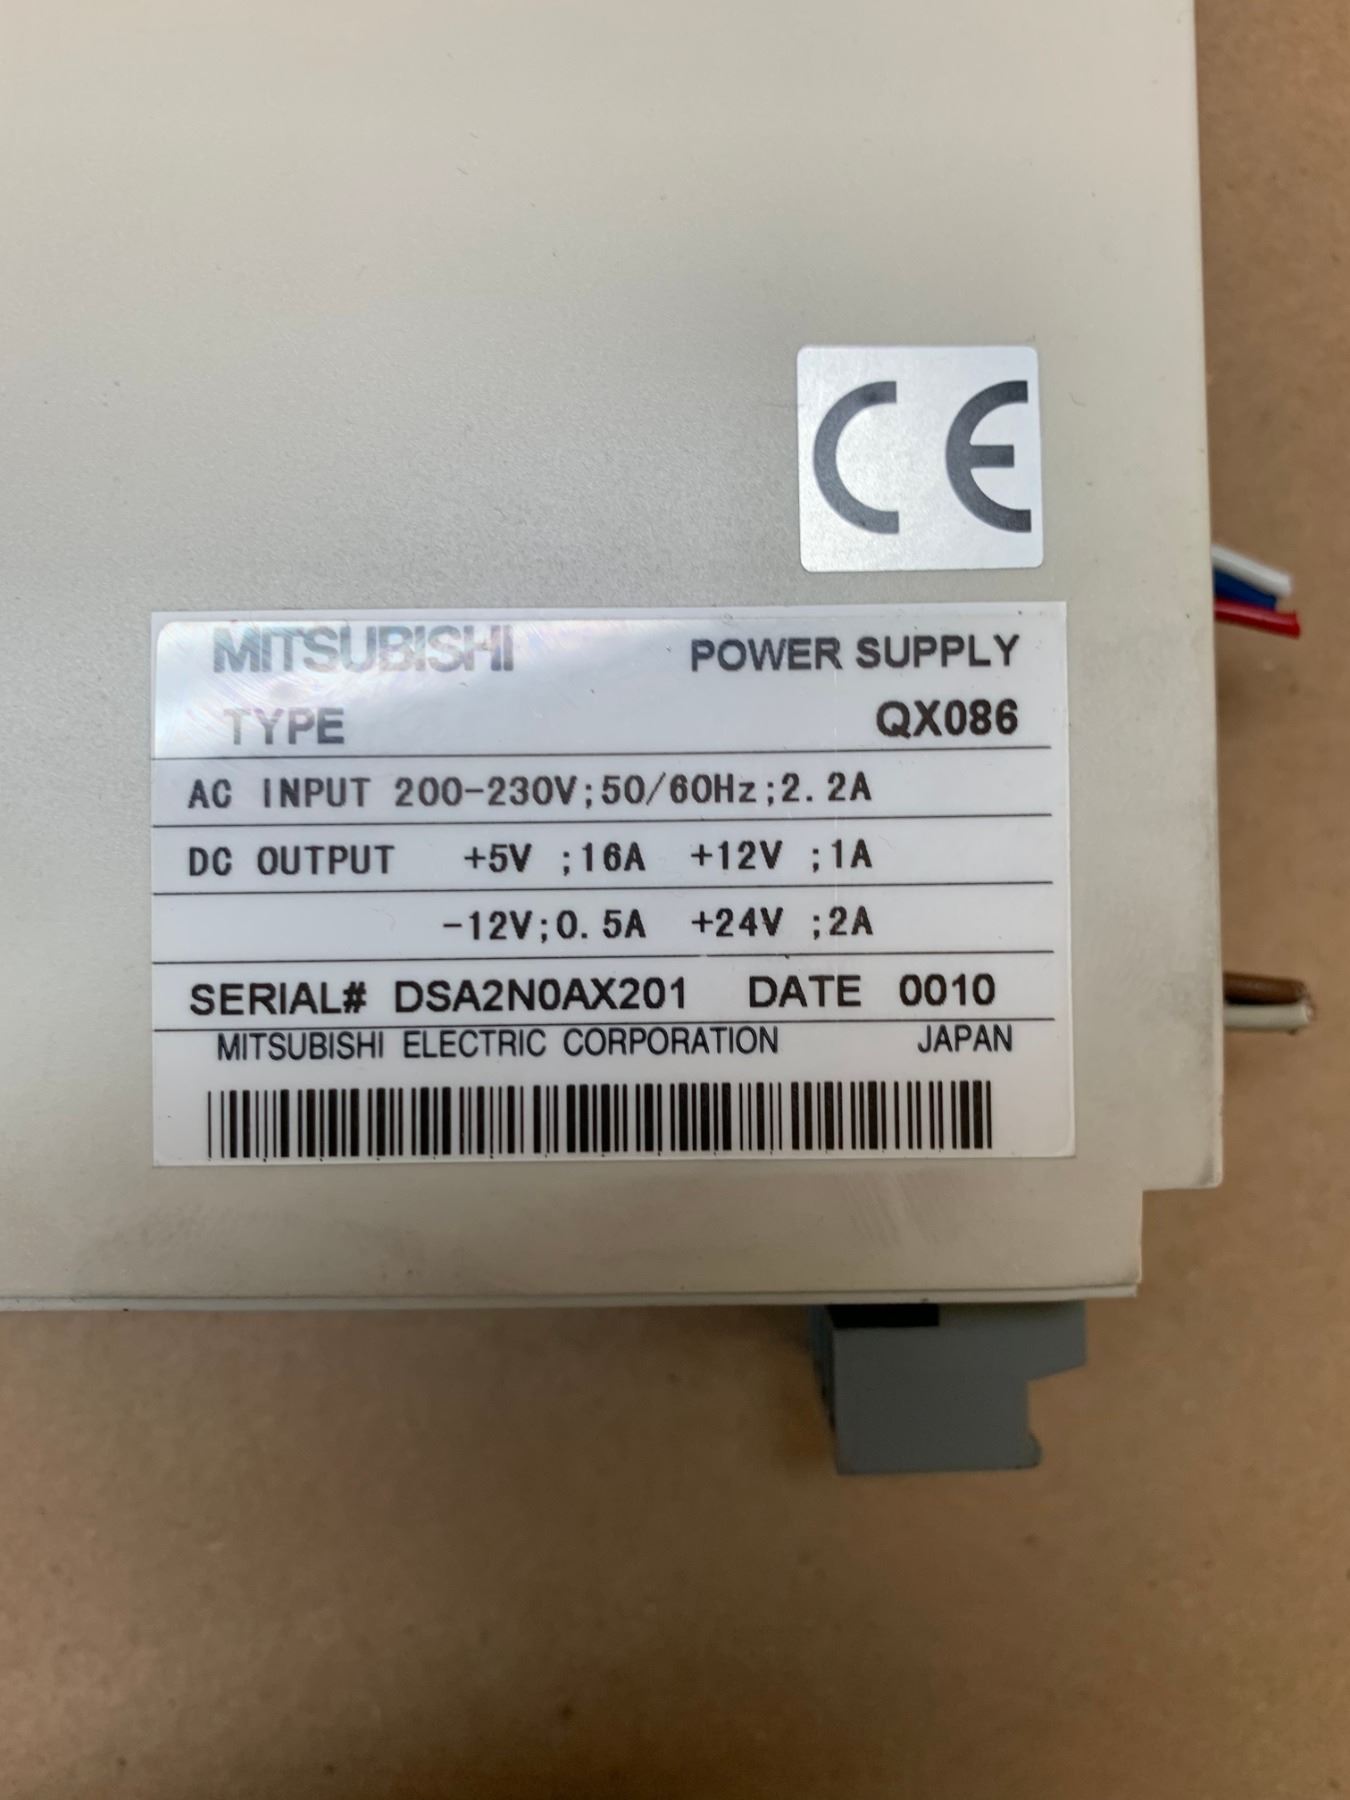 CE
MITSUBISHI POWER SUPPLY
TYPE QX086
AC INPUT 200-230V;50/60Hz;2.2A
DC OUTPUT +5V ;16A +12V ;1A
-12V;0.5A +24V ;2A
SERIAL# DSA2N0AX201 DATE 0010
MITSUBISHI ELECTRIC CORPORATION JAPAN